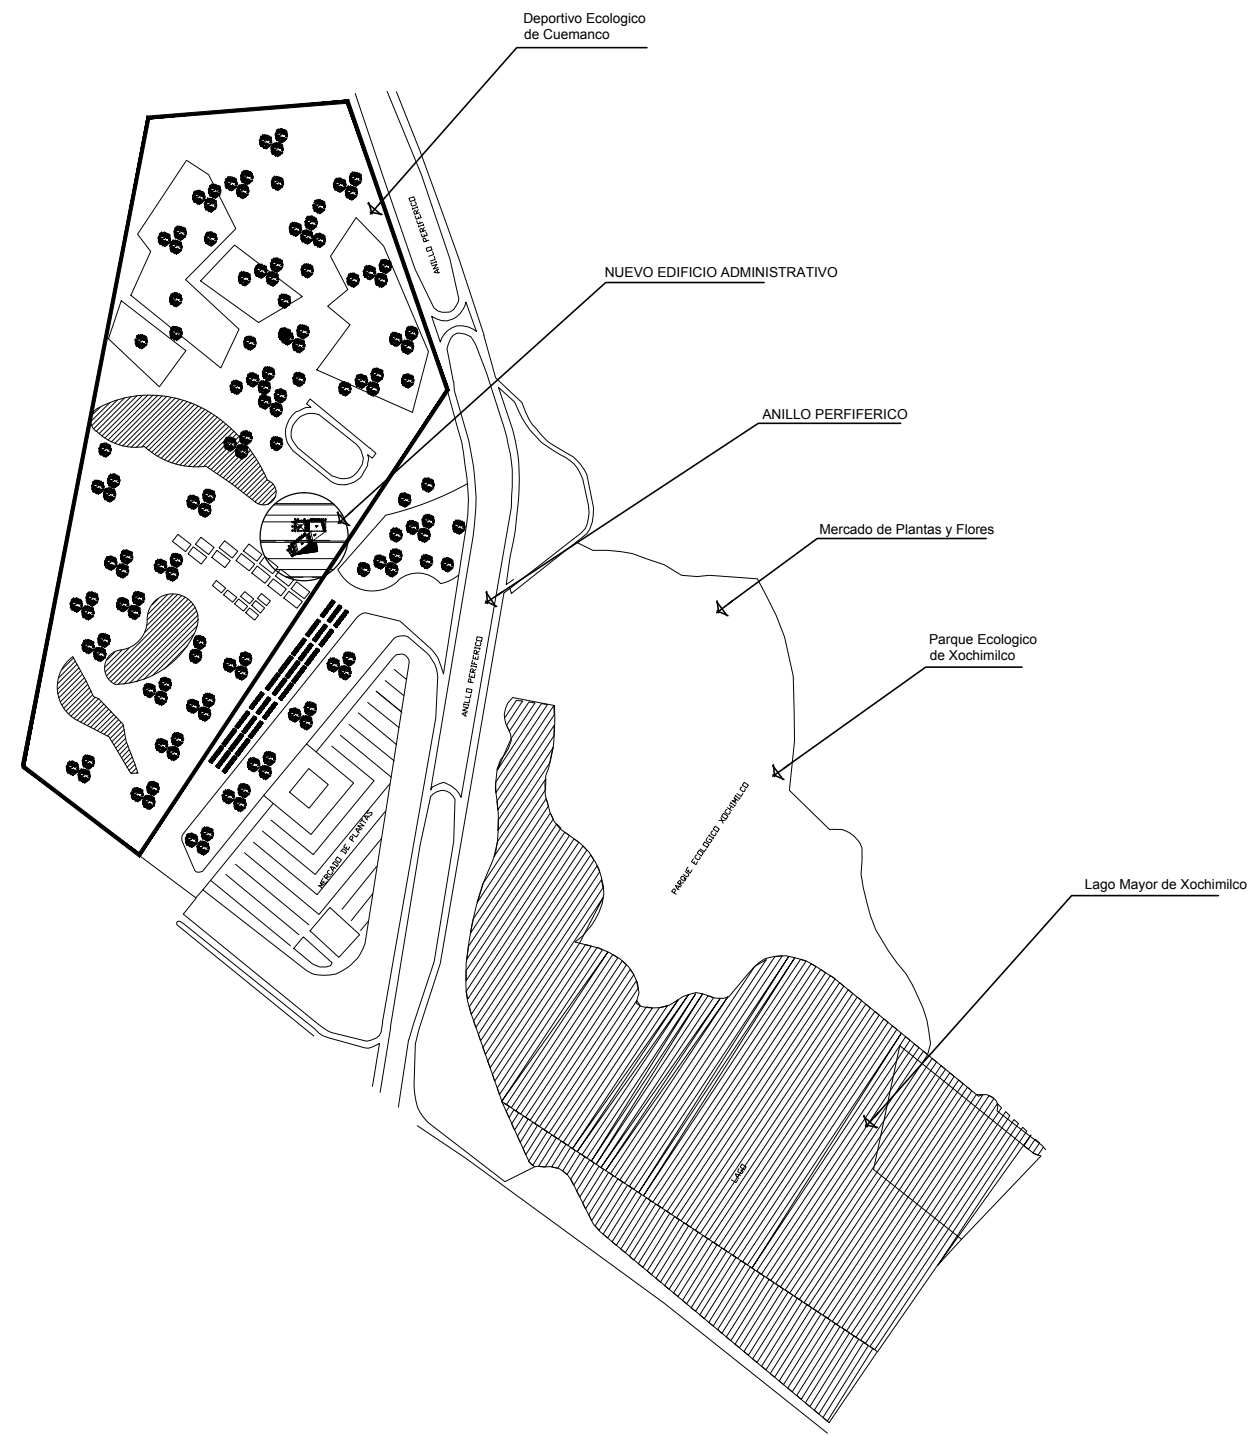 Deportivo Ecologico
de Cuemanco
ANILLO PERIFERICO
NUEVO EDIFICIO ADMINISTRATIVO
ANILLO PERFIFERICO
Mercado de Plantas y Flores
Parque Ecologico
de Xochimilco
ANILLO PERIFERICO
PARQUE ECOLOGICO XOCHIMILCO
MERCADO DE PLANTAS
Lago Mayor de Xochimilco
LAGO